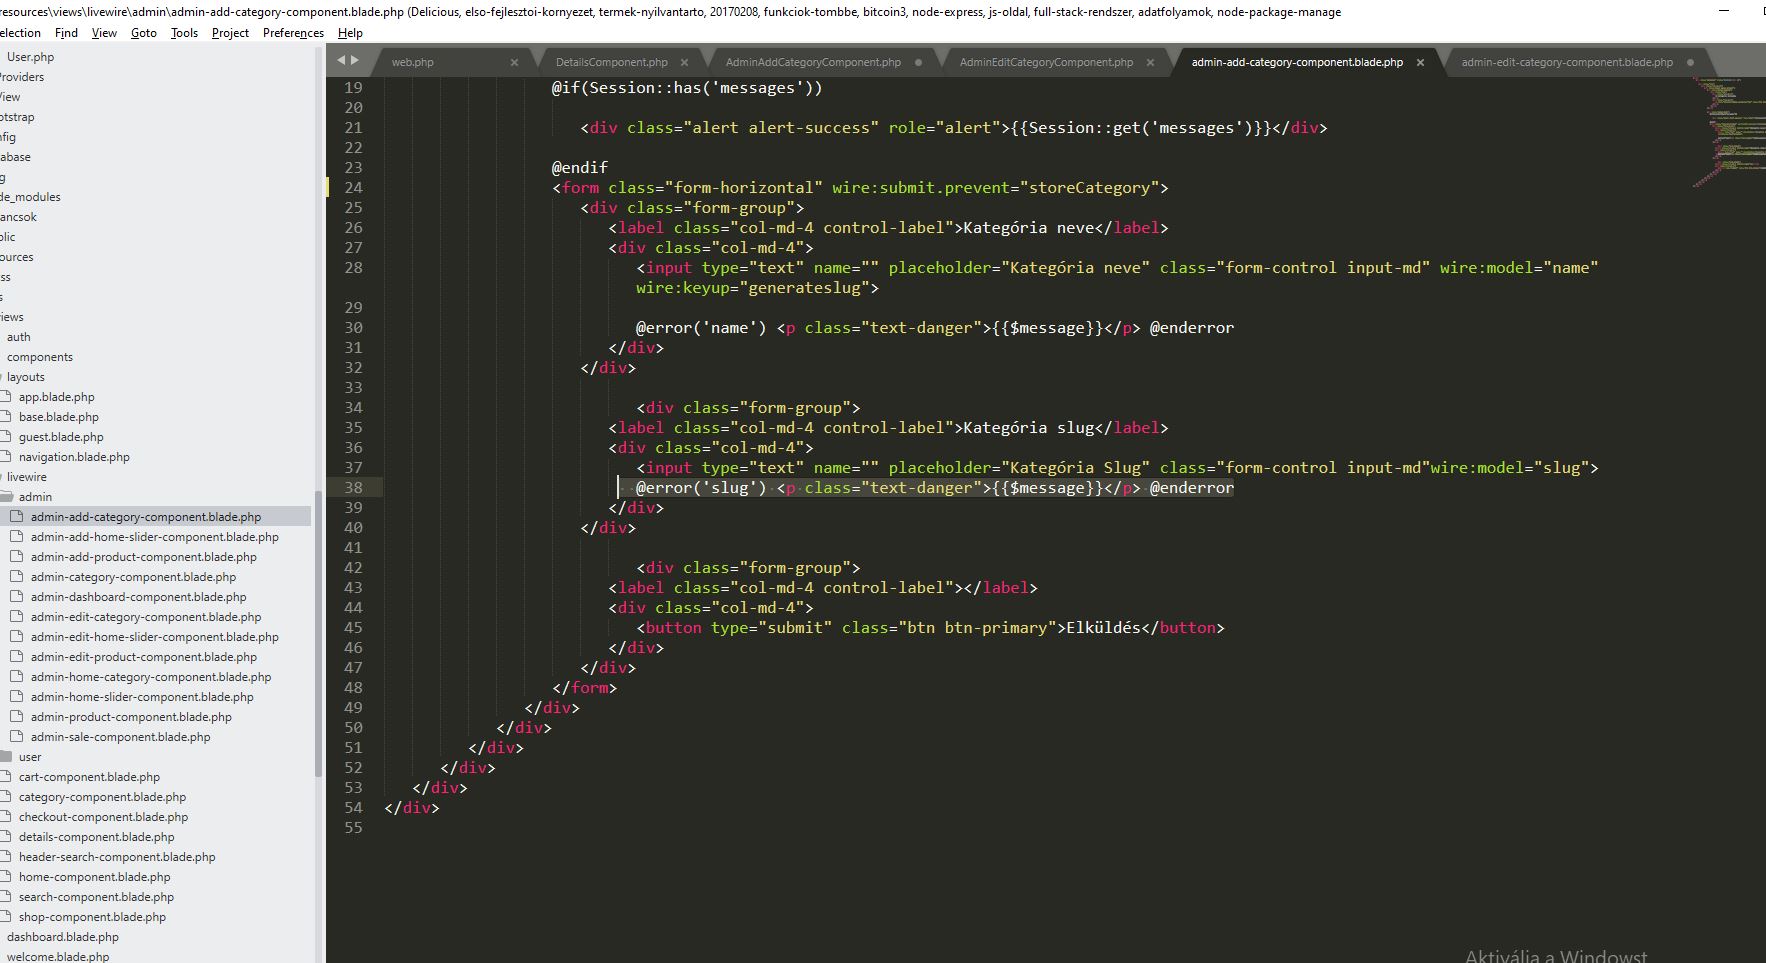 resources\views\livewire\admin\admin-add-category-component.blade.php (Delicious, elso-fejlesztoi-kornyezet, termek-nyilvantarto, 20170208, funkciok-tombbe, bitcoin3, node-express, js-oldal, full-stack-rendszer, adatfolyamok, node-package-manage
election Find View Goto Tools Project Preferences Help
User.php
Providers
View
otstrap
nfig
abase
g
de_modules
ancsok
blic
ources
ss
s
iews
auth
components
layouts
app.blade.php
base.blade.php
guest.blade.php
navigation.blade.php
livewire
admin
admin-add-category-component.blade.php
admin-add-home-slider-component.blade.php
admin-add-product-component.blade.php
admin-category-component.blade.php
admin-dashboard-component.blade.php
admin-edit-category-component.blade.php
admin-edit-home-slider-component.blade.php
admin-edit-product-component.blade.php
admin-home-category-component.blade.php
admin-home-slider-component.blade.php
admin-product-component.blade.php
admin-sale-component.blade.php
user
cart-component.blade.php
category-component.blade.php
checkout-component.blade.php
details-component.blade.php
header-search-component.blade.php
home-component.blade.php
search-component.blade.php
shop-component.blade.php
dashboard.blade.php
welcome.blade.php
web.php DetailsComponent.php AdminAddCategoryComponent.php AdminEditCategoryComponent.php admin-add-category-component.blade.php admin-edit-category-component.blade.php
19 @if(Session::has('messages'))
20
21 <div class="alert alert-success" role="alert">{{Session::get('messages')}}</div>
22
23 @endif
24 <form class="form-horizontal" wire:submit.prevent="storeCategory">
25 <div class="form-group">
26 <label class="col-md-4 control-label">Kategória neve</label>
27 <div class="col-md-4">
28 <input type="text" name="" placeholder="Kategória neve" class="form-control input-md" wire:model="name"
wire:keyup="generateslug">
29
30 @error('name') <p class="text-danger">{{$message}}</p> @enderror
31 </div>
32 </div>
33
34 <div class="form-group">
35 <label class="col-md-4 control-label">Kategória slug</label>
36 <div class="col-md-4">
37 <input type="text" name="" placeholder="Kategória Slug" class="form-control input-md"wire:model="slug">
38 @error('slug') <p class="text-danger">{{$message}}</p> @enderror
39 </div>
40 </div>
41
42 <div class="form-group">
43 <label class="col-md-4 control-label"></label>
44 <div class="col-md-4">
45 <button type="submit" class="btn btn-primary">Elküldés</button>
46 </div>
47 </div>
48 </form>
49 </div>
50 </div>
51 </div>
52 </div>
53 </div>
54 </div>
55
Aktiválja a Windowst